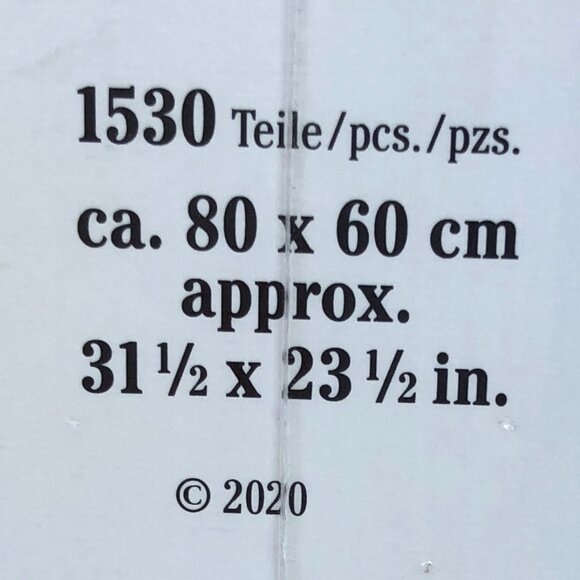 1530 Teile/pcs./pzs.
ca. 80 x 60 cm
approx.
31 ½ x 23 ½ in.
© 2020